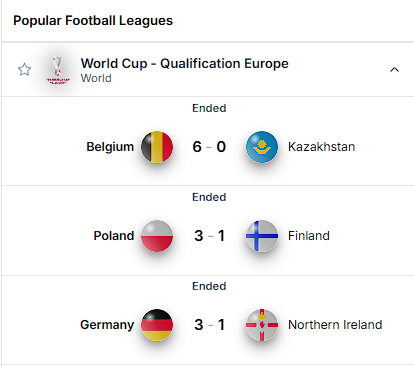 Popular Football Leagues
World Cup - Qualification Europe
World
Ended
Belgium 6 - 0 Kazakhstan
Ended
Poland 3 - 1 Finland
Ended
Germany 3 - 1 Northern Ireland